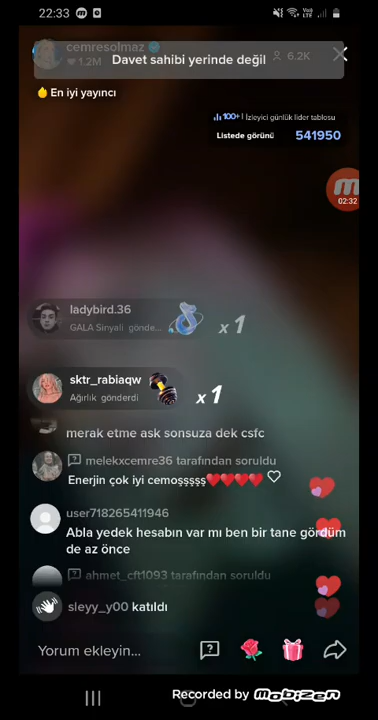 22:33
cemresolmaz
1.2M
6.2K
Davet sahibi yerinde değil
En iyi yayıncı
100+ | İzleyici günlük lider tablosu
Listede görünü 541950
02:32
ladybird.36
GALA Sinyali gönde... x 1
sktr_rabiaqw
Ağırlık gönderdi x 1
merak etme ask sonsuza dek csfc
melekxcemre36 tarafından soruldu
Enerjin çok iyi cemoşşşşş♥♥♥♥
user718265411946
Abla yedek hesabın var mı ben bir tane gördüm
de az önce
ahmet_cft1093 tarafından soruldu
sleyy_y00 katıldı
Yorum ekleyin...
Recorded by mobizen